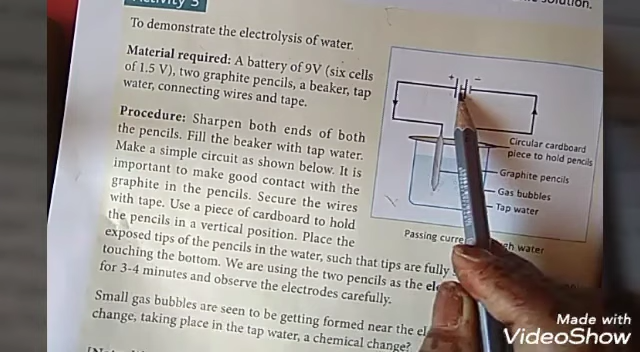 Activity 3
solution.
To demonstrate the electrolysis of water.
Material required: A battery of 9V (six cells
of 1.5 V), two graphite pencils, a beaker, tap
water, connecting wires and tape.
Procedure: Sharpen both ends of both
the pencils. Fill the beaker with tap water.
Make a simple circuit as shown below. It is
important to make good contact with the
graphite in the pencils. Secure the wires
with tape. Use a piece of cardboard to hold
the pencils in a vertical position. Place the
exposed tips of the pencils in the water, such that tips are fully
touching the bottom. We are using the two pencils as the
for 3-4 minutes and observe the electrodes carefully.
Small gas bubbles are seen to be getting formed near the
change, taking place in the tap water, a chemical change?
+ −
Circular cardboard
piece to hold pencils
Graphite pencils
Gas bubbles
Tap water
Passing water
Made with
VideoShow